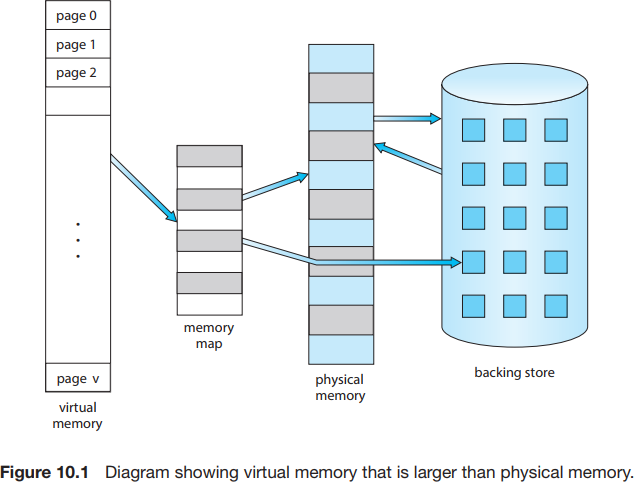 page 0
page 1
page 2
page v
virtual
memory
memory
map
physical
memory
backing store
Figure 10.1 Diagram showing virtual memory that is larger than physical memory.